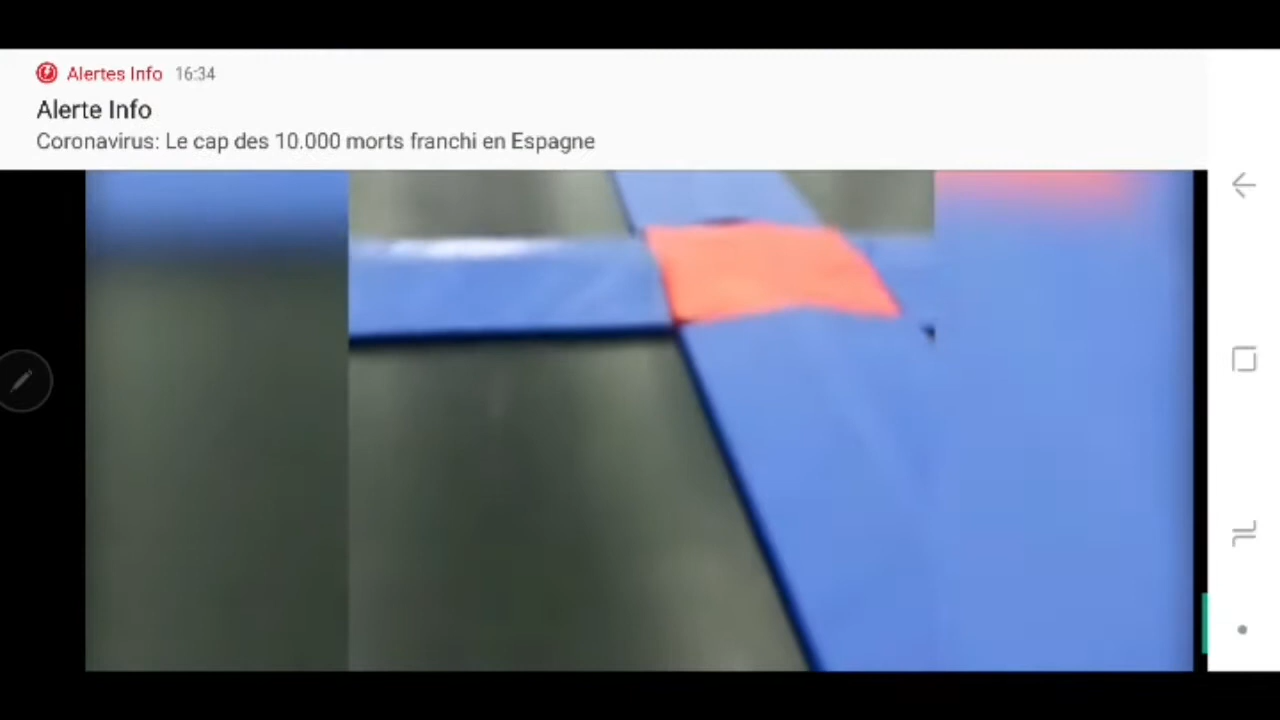 Alertes Info 16:34
Alerte Info
Coronavirus: Le cap des 10.000 morts franchi en Espagne